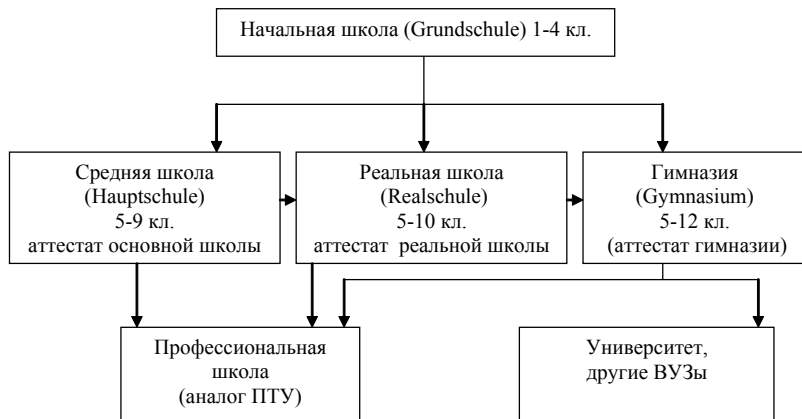 Начальная школа (Grundschule) 1-4 кл.
Средняя школа
(Hauptschule)
5-9 кл.
аттестат основной школы
Реальная школа
(Realschule)
5-10 кл.
аттестат реальной школы
Гимназия
(Gymnasium)
5-12 кл.
(аттестат гимназии)
Профессиональная
школа
(аналог ПТУ)
Университет,
другие ВУЗы